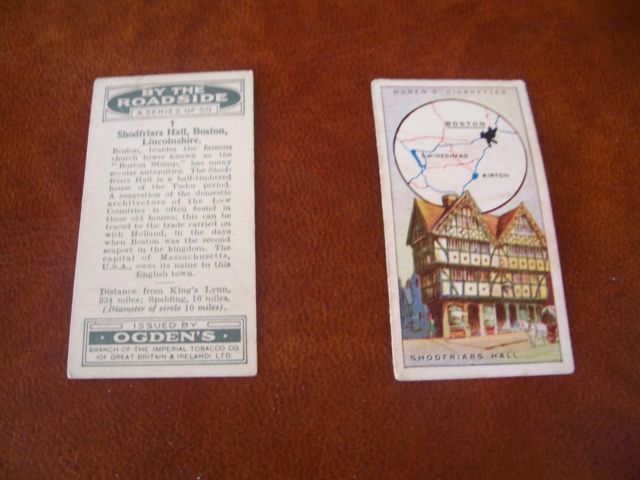 BY THE
ROADSIDE
A SERIES OF 50
1
Shodfriars Hall, Boston,
Lincolnshire.
Boston, besides the famous
church tower known as the
"Boston Stump," has many
secular antiquities. The Shod-
friars Hall is a half-timbered
house of the Tudor period.
A suggestion of the domestic
architecture of the Low
Countries is often found in
these old houses; this can be
traced to the trade carried on
with Holland, in the days
when Boston was the second
seaport in the kingdom. The
capital of Massachusetts,
U.S.A., owes its name to this
English town.
Distance from King's Lynn,
33½ miles; Spalding, 16 miles.
(Diameter of circle 10 miles).
ISSUED BY
OGDEN'S
BRANCH OF THE IMPERIAL TOBACCO CO.
(OF GREAT BRITAIN & IRELAND) LTD.
OGDEN'S CIGARETTES
BOSTON
SWINESHEAD
KIRTON
SHODFRIARS HALL.